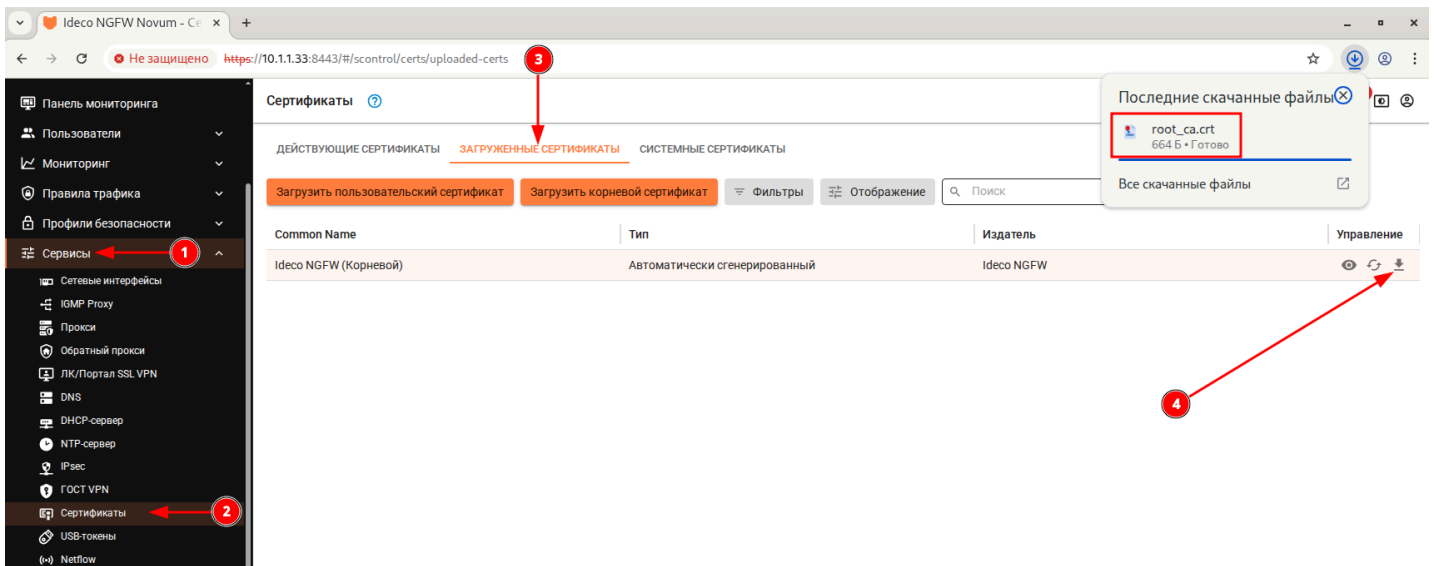 Ideco NGFW Novum - Се
Не защищено https://10.1.1.33:8443/#/scontrol/certs/uploaded-certs
3
Панель мониторинга
Пользователи
Мониторинг
Правила трафика
Профили безопасности
Сервисы
1
Сетевые интерфейсы
IGMP Proxy
Прокси
Обратный прокси
ЛК/Портал SSL VPN
DNS
DHCP-сервер
NTP-сервер
IPsec
ГОСТ VPN
Сертификаты
2
USB-токены
Netflow
Сертификаты
ДЕЙСТВУЮЩИЕ СЕРТИФИКАТЫ ЗАГРУЖЕННЫЕ СЕРТИФИКАТЫ СИСТЕМНЫЕ СЕРТИФИКАТЫ
Загрузить пользовательский сертификат Загрузить корневой сертификат Фильтры Отображение Поиск
Common Name Тип Издатель Управление
Ideco NGFW (Корневой) Автоматически сгенерированный Ideco NGFW
4
Последние скачанные файлы
root_ca.crt
664 Б • Готово
Все скачанные файлы